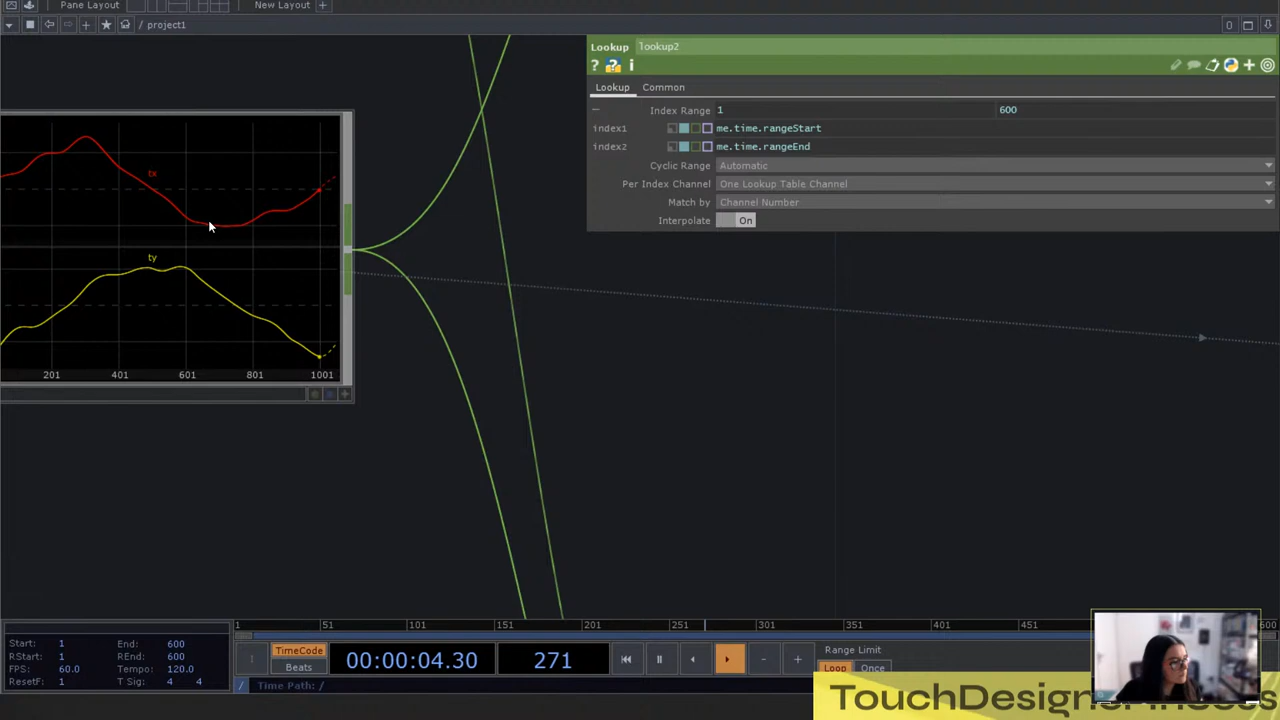 Pane Layout
New Layout +
/ project1
0
Lookup lookup2
? ? i
Lookup Common
Index Range 1 600
index1 me.time.rangeStart
index2 me.time.rangeEnd
Cyclic Range Automatic
Per Index Channel One Lookup Table Channel
Match by Channel Number
Interpolate On
tx
ty
201 401 601 801 1001
1 51 101 151 201 251 301 351 401 451
Start: 1 End: 600
RStart: 1 REnd: 600
FPS: 60.0 Tempo: 120.0
ResetF: 1 T Sig: 4 4
TimeCode
Beats
00:00:04.30
271
Range Limit
Loop Once
/ Time Path: /